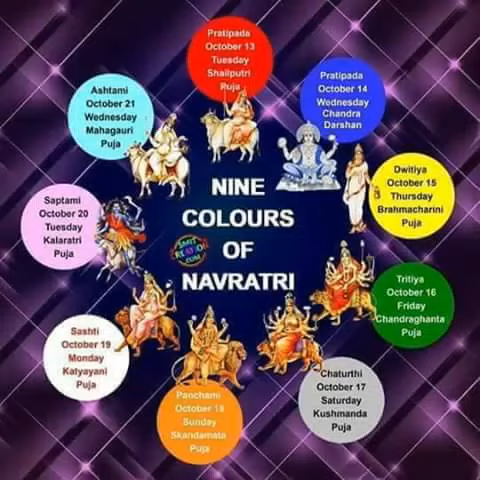 Pratipada
October 13
Tuesday
Shailputri
Puja
Pratipada
October 14
Wednesday
Chandra
Darshan
Dwitiya
October 15
Thursday
Brahmacharini
Puja
Tritiya
October 16
Friday
Chandraghanta
Puja
Chaturthi
October 17
Saturday
Kushmanda
Puja
Panchami
October 18
Sunday
Skandamata
Puja
Sashti
October 19
Monday
Katyayani
Puja
Saptami
October 20
Tuesday
Kalaratri
Puja
Ashtami
October 21
Wednesday
Mahagauri
Puja
NINE
COLOURS
OF
NAVRATRI
SMIT
CREATION
.COM